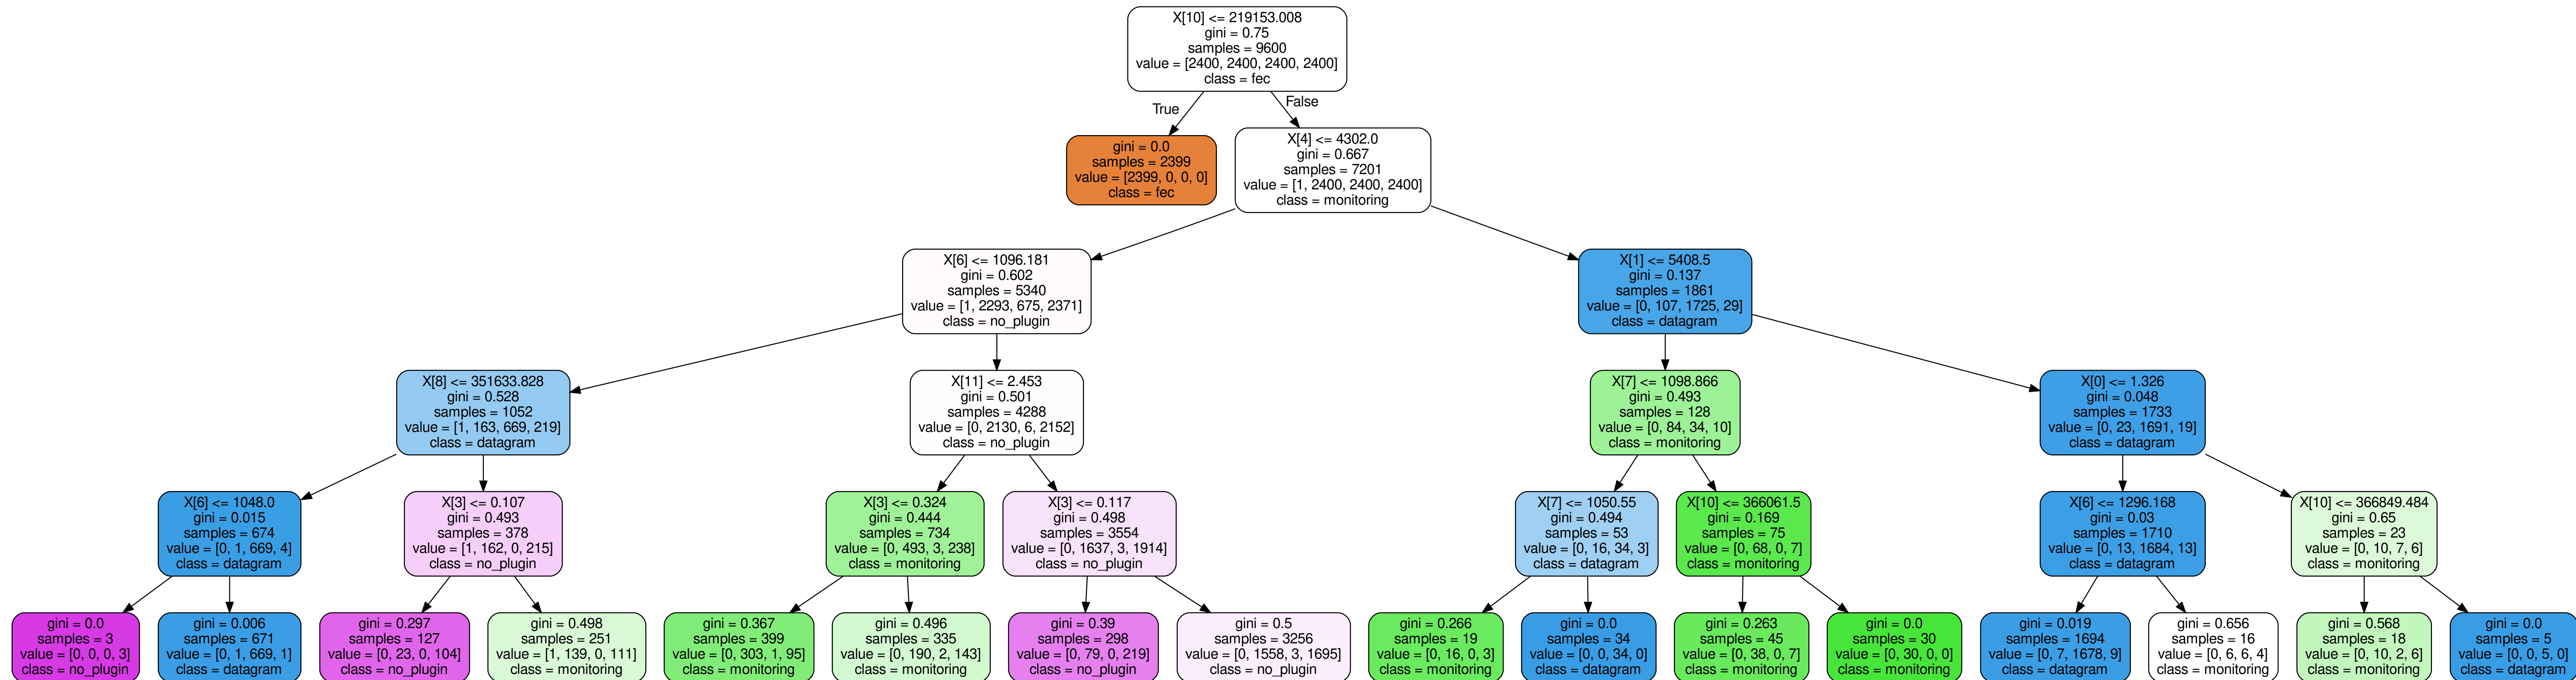 X[10] <= 219153.008
gini = 0.75
samples = 9600
value = [2400, 2400, 2400, 2400]
class = fec
True
False
gini = 0.0
samples = 2399
value = [2399, 0, 0, 0]
class = fec
X[4] <= 4302.0
gini = 0.667
samples = 7201
value = [1, 2400, 2400, 2400]
class = monitoring
X[6] <= 1096.181
gini = 0.602
samples = 5340
value = [1, 2293, 675, 2371]
class = no_plugin
X[1] <= 5408.5
gini = 0.137
samples = 1861
value = [0, 107, 1725, 29]
class = datagram
X[8] <= 351633.828
gini = 0.528
samples = 1052
value = [1, 163, 669, 219]
class = datagram
X[11] <= 2.453
gini = 0.501
samples = 4288
value = [0, 2130, 6, 2152]
class = no_plugin
X[7] <= 1098.866
gini = 0.493
samples = 128
value = [0, 84, 34, 10]
class = monitoring
X[0] <= 1.326
gini = 0.048
samples = 1733
value = [0, 23, 1691, 19]
class = datagram
X[6] <= 1048.0
gini = 0.015
samples = 674
value = [0, 1, 669, 4]
class = datagram
X[3] <= 0.107
gini = 0.493
samples = 378
value = [1, 162, 0, 215]
class = no_plugin
X[3] <= 0.324
gini = 0.444
samples = 734
value = [0, 493, 3, 238]
class = monitoring
X[3] <= 0.117
gini = 0.498
samples = 3554
value = [0, 1637, 3, 1914]
class = no_plugin
X[7] <= 1050.55
gini = 0.494
samples = 53
value = [0, 16, 34, 3]
class = datagram
X[10] <= 366061.5
gini = 0.169
samples = 75
value = [0, 68, 0, 7]
class = monitoring
X[6] <= 1296.168
gini = 0.03
samples = 1710
value = [0, 13, 1684, 13]
class = datagram
X[10] <= 366849.484
gini = 0.65
samples = 23
value = [0, 10, 7, 6]
class = monitoring
gini = 0.0
samples = 3
value = [0, 0, 0, 3]
class = no_plugin
gini = 0.006
samples = 671
value = [0, 1, 669, 1]
class = datagram
gini = 0.297
samples = 127
value = [0, 23, 0, 104]
class = no_plugin
gini = 0.498
samples = 251
value = [1, 139, 0, 111]
class = monitoring
gini = 0.367
samples = 399
value = [0, 303, 1, 95]
class = monitoring
gini = 0.496
samples = 335
value = [0, 190, 2, 143]
class = monitoring
gini = 0.39
samples = 298
value = [0, 79, 0, 219]
class = no_plugin
gini = 0.5
samples = 3256
value = [0, 1558, 3, 1695]
class = no_plugin
gini = 0.266
samples = 19
value = [0, 16, 0, 3]
class = monitoring
gini = 0.0
samples = 34
value = [0, 0, 34, 0]
class = datagram
gini = 0.263
samples = 45
value = [0, 38, 0, 7]
class = monitoring
gini = 0.0
samples = 30
value = [0, 30, 0, 0]
class = monitoring
gini = 0.019
samples = 1694
value = [0, 7, 1678, 9]
class = datagram
gini = 0.656
samples = 16
value = [0, 6, 6, 4]
class = monitoring
gini = 0.568
samples = 18
value = [0, 10, 2, 6]
class = monitoring
gini = 0.0
samples = 5
value = [0, 0, 5, 0]
class = datagram